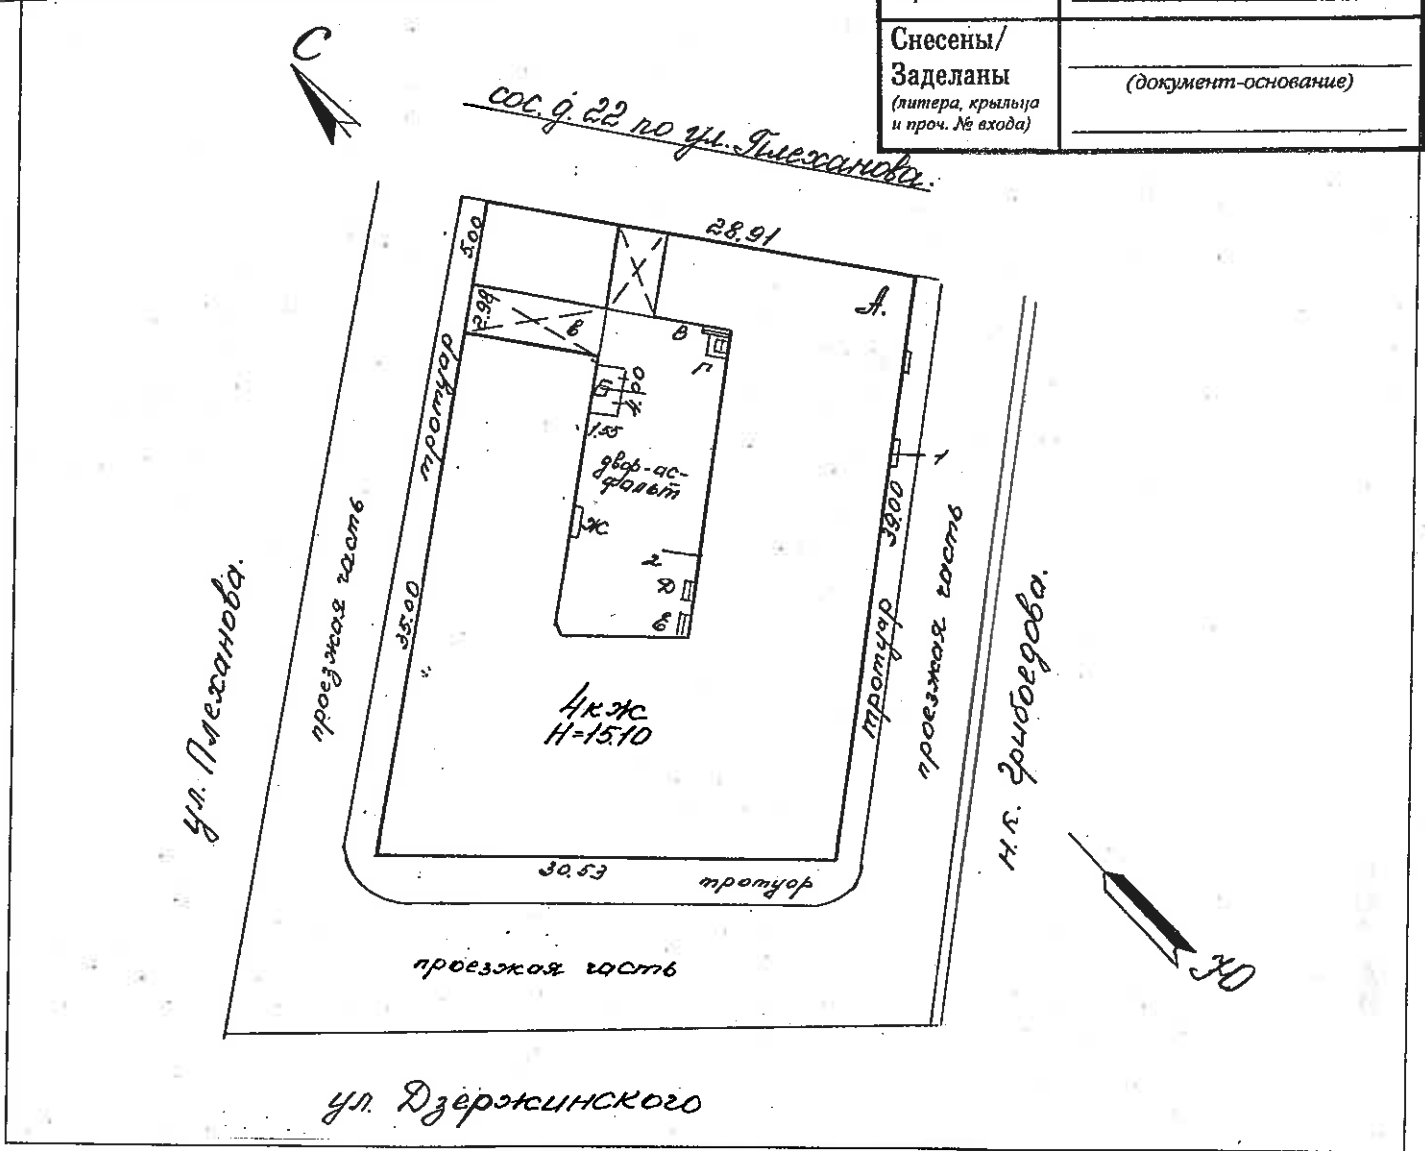 С
Снесены/
Заделаны
(литера, крыльца
и проч. № входа)
(документ-основание)
сос. д. 22 по ул. Плеханова.
28.91
5.00
2.98
В
В
Г
А.
4.00
1.55
двор-ас-
фальт
тротуар
1
39.00
Ж
2
Д
Е
35.00
проезжая часть
ул. Плеханова.
тротуар
проезжая часть
н.к. Грибоедова.
4кж
Н=15.10
30.53
тротуар
проезжая часть
Ю
ул. Дзержинского